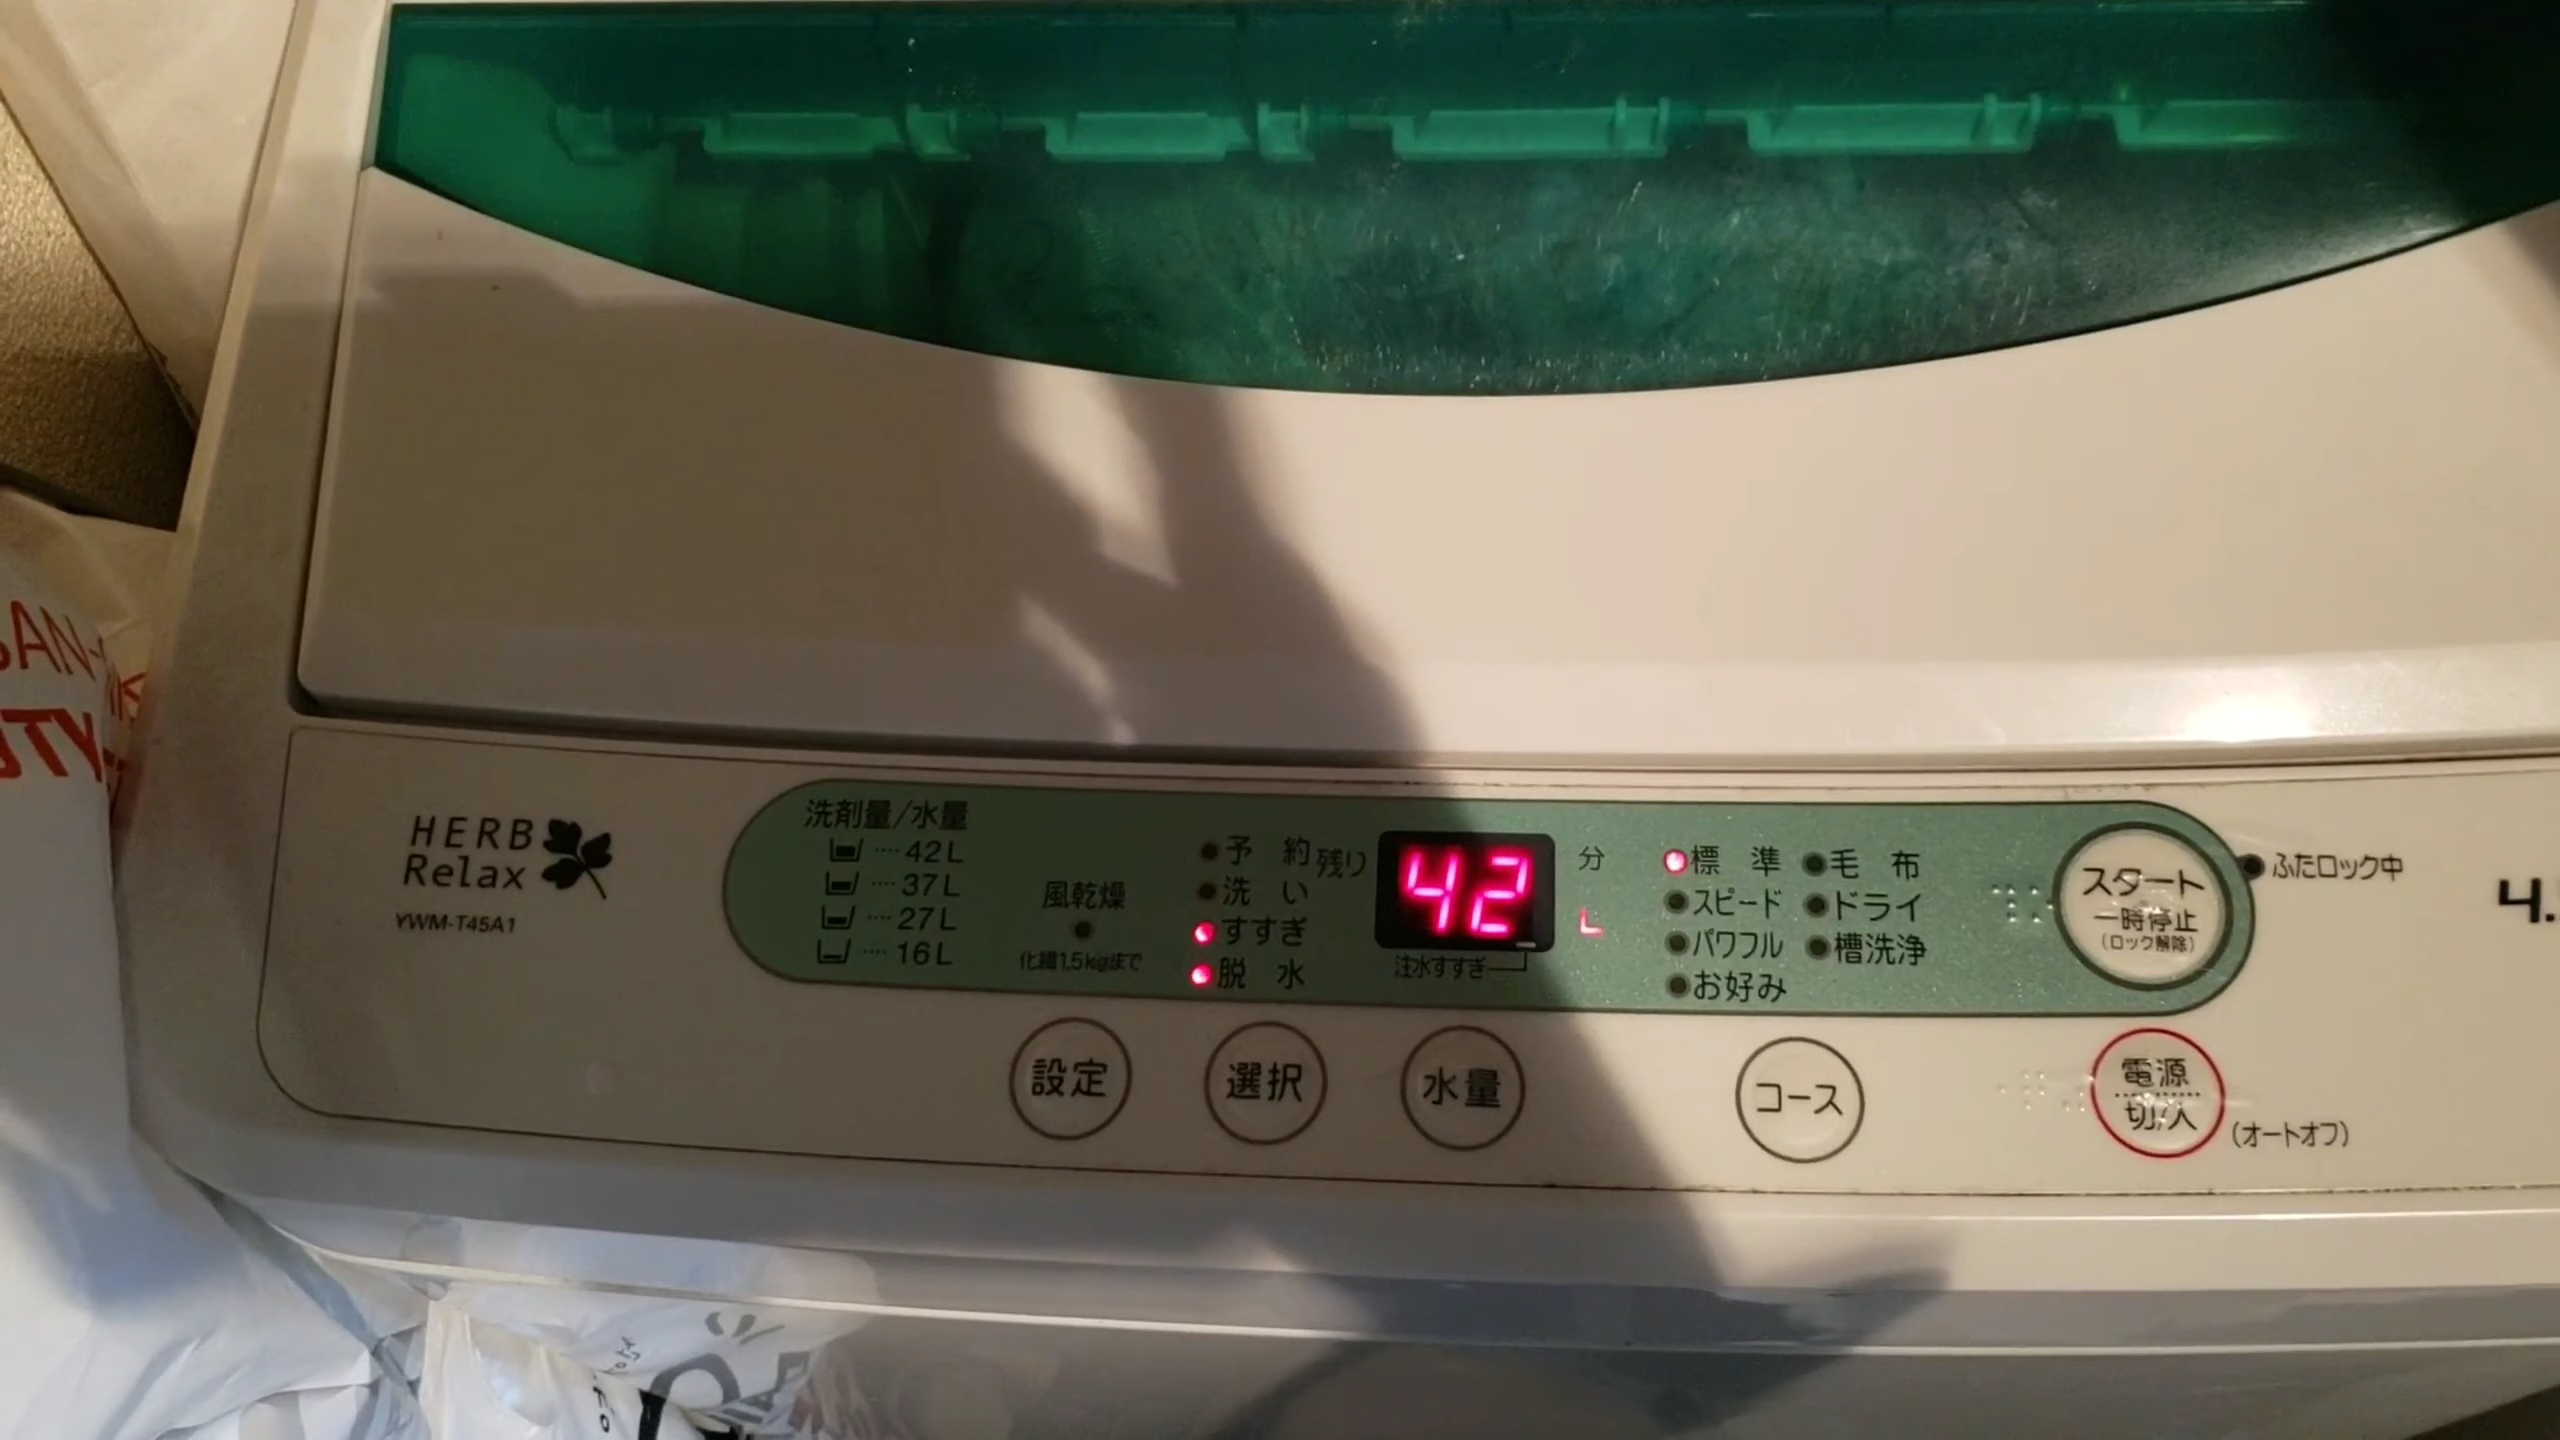 HERB
Relax
YWM-T45A1
洗剤量/水量
42L
37L
27L
16L
風乾燥
化繊1.5kgまで
予 約
洗 い
すすぎ
脱 水
残り
42
分
L
注水すすぎ
標 準
スピード
パワフル
お好み
毛 布
ドライ
槽洗浄
スタート
一時停止
(ロック解除)
ふたロック中
4.
設定
選択
水量
コース
電源
切/入
(オートオフ)